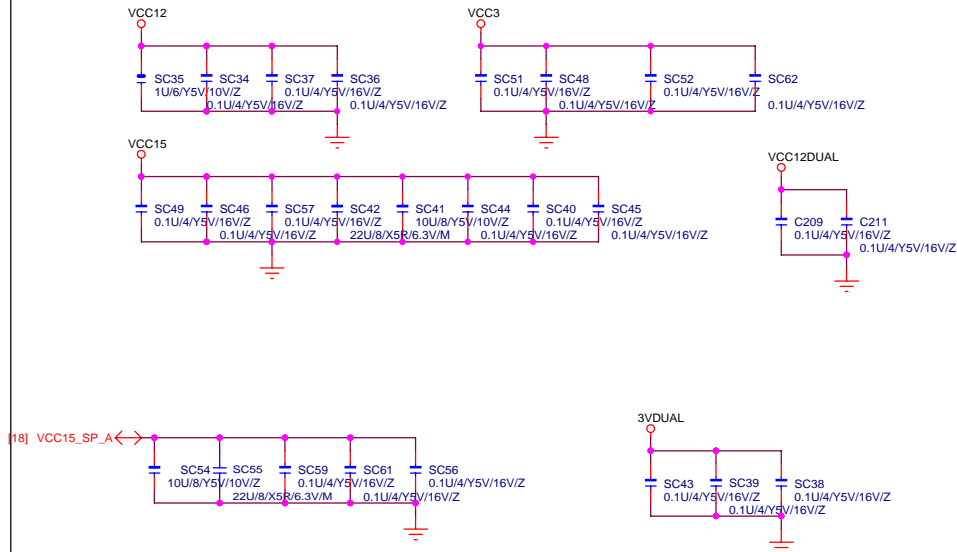 VCC12
SC35
1U/6/Y5V/10V/Z
SC34
0.1U/4/Y5V/16V/Z
SC37
0.1U/4/Y5V/16V/Z
SC36
0.1U/4/Y5V/16V/Z
VCC3
SC51
0.1U/4/Y5V/16V/Z
SC48
0.1U/4/Y5V/16V/Z
SC52
0.1U/4/Y5V/16V/Z
SC62
0.1U/4/Y5V/16V/Z
VCC15
SC49
0.1U/4/Y5V/16V/Z
SC46
0.1U/4/Y5V/16V/Z
SC57
0.1U/4/Y5V/16V/Z
SC42
22U/8/X5R/6.3V/M
SC41
10U/8/Y5V/10V/Z
SC44
0.1U/4/Y5V/16V/Z
SC40
0.1U/4/Y5V/16V/Z
SC45
0.1U/4/Y5V/16V/Z
VCC12DUAL
C209
0.1U/4/Y5V/16V/Z
C211
0.1U/4/Y5V/16V/Z
[18] VCC15_SP_A
SC54
10U/8/Y5V/10V/Z
SC55
22U/8/X5R/6.3V/M
SC59
0.1U/4/Y5V/16V/Z
SC61
0.1U/4/Y5V/16V/Z
SC56
0.1U/4/Y5V/16V/Z
3VDUAL
SC43
0.1U/4/Y5V/16V/Z
SC39
0.1U/4/Y5V/16V/Z
SC38
0.1U/4/Y5V/16V/Z